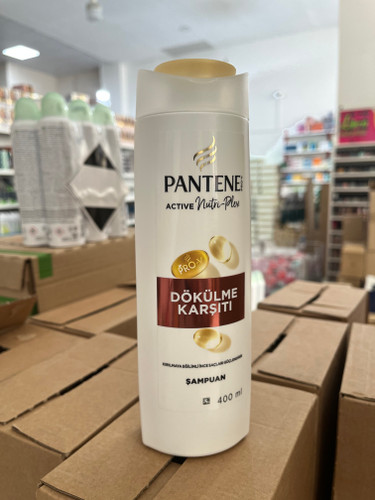 PANTENE
ACTIVE Nutri-Plex
PRO-V
DÖKÜLME
KARŞITI
ŞAMPUAN
400 ml